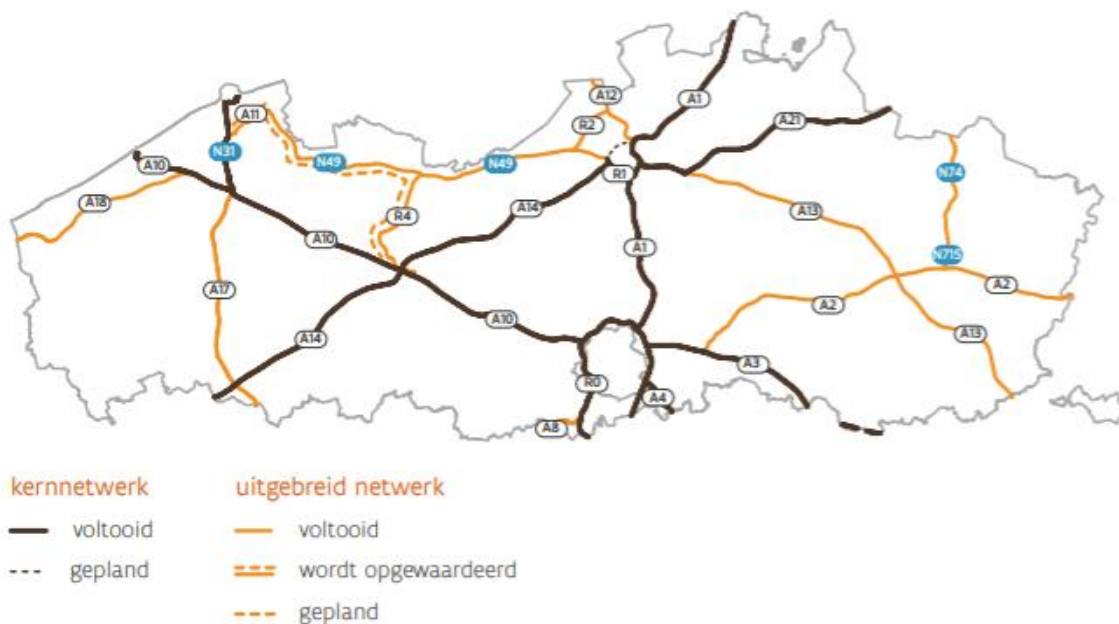 A12
A1
A11
R2
A21
N31
N49
N49
A10
R1
N74
A18
R4
A14
A13
A10
A1
N715
A17
A2
A2
A10
A14
A13
A3
R0
A4
A8
kernnetwerk
voltooid
gepland
uitgebreid netwerk
voltooid
wordt opgewaardeerd
gepland